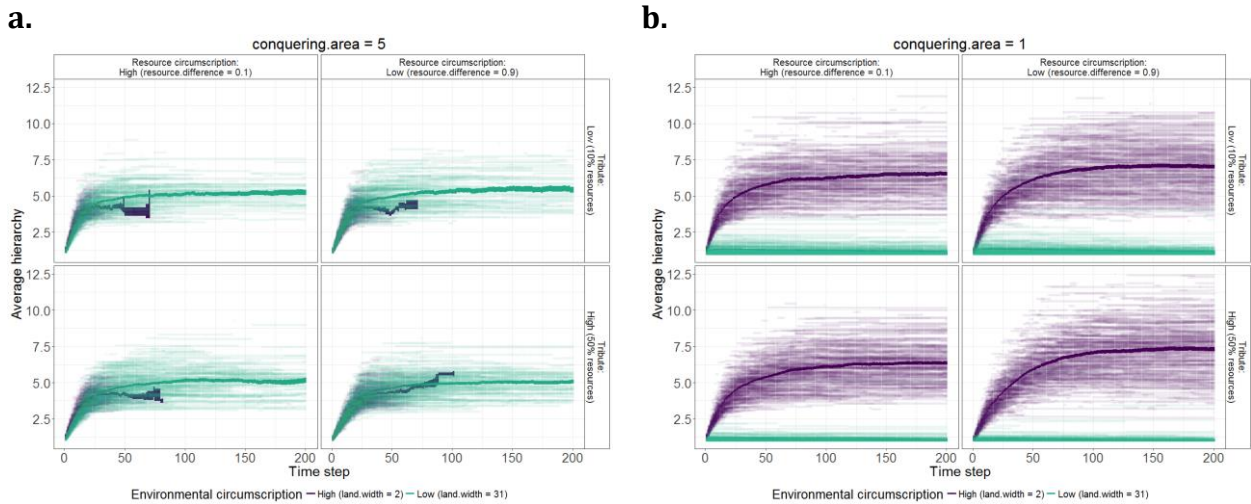 a.
conquering.area = 5
Resource circumscription:
High (resource.difference = 0.1)
Resource circumscription:
Low (resource.difference = 0.9)
12.5
10.0
7.5
5.0
2.5
Tribute:
Low (10% resources)
12.5
10.0
7.5
5.0
2.5
Tribute:
High (50% resources)
Average hierarchy
0 50 100 150 200 0 50 100 150 200
Time step
Environmental circumscription High (land.width = 2) Low (land.width = 31)
b.
conquering.area = 1
Resource circumscription:
High (resource.difference = 0.1)
Resource circumscription:
Low (resource.difference = 0.9)
12.5
10.0
7.5
5.0
2.5
Tribute:
Low (10% resources)
12.5
10.0
7.5
5.0
2.5
Tribute:
High (50% resources)
Average hierarchy
0 50 100 150 200 0 50 100 150 200
Time step
Environmental circumscription High (land.width = 2) Low (land.width = 31)